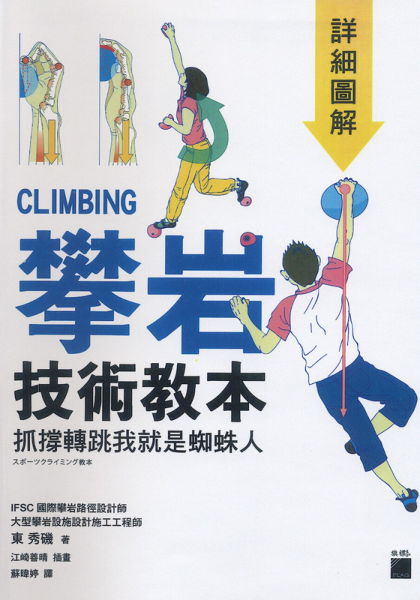 詳細圖解
CLIMBING
攀岩
技術教本
抓撐轉跳我就是蜘蛛人
スポーツクライミング教本
IFSC 國際攀岩路徑設計師
大型攀岩設施設計施工工程師
東 秀磯 著
江崎善晴 插畫
蘇暐婷 譯
旗標
FLAG